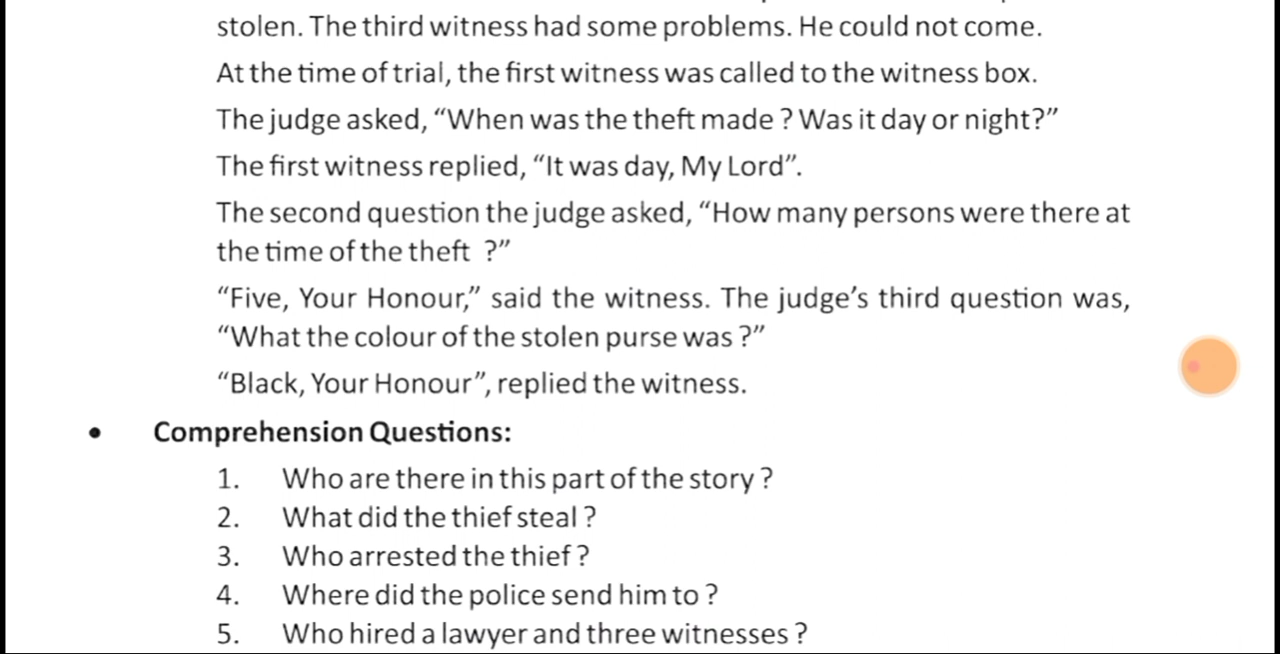 stolen. The third witness had some problems. He could not come.
At the time of trial, the first witness was called to the witness box.
The judge asked, “When was the theft made ? Was it day or night?”
The first witness replied, “It was day, My Lord”.
The second question the judge asked, “How many persons were there at
the time of the theft ?”
“Five, Your Honour,” said the witness. The judge’s third question was,
“What the colour of the stolen purse was ?”
“Black, Your Honour”, replied the witness.
• Comprehension Questions:
1. Who are there in this part of the story ?
2. What did the thief steal ?
3. Who arrested the thief ?
4. Where did the police send him to ?
5. Who hired a lawyer and three witnesses ?